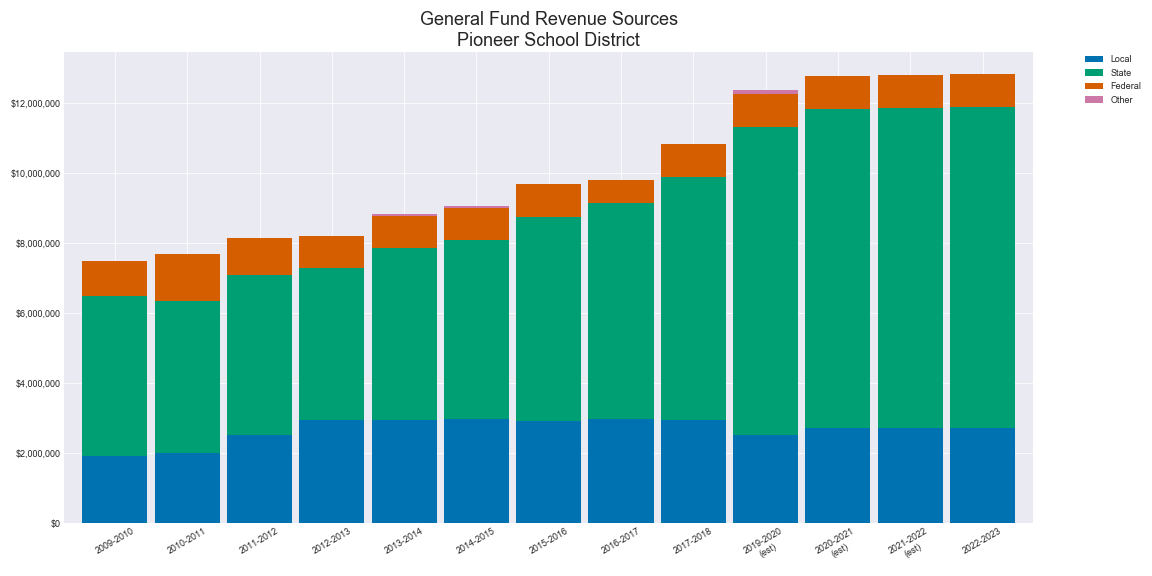 General Fund Revenue Sources
Pioneer School District
Local
State
Federal
Other
$12,000,000
$10,000,000
$8,000,000
$6,000,000
$4,000,000
$2,000,000
$0
2009-2010
2010-2011
2011-2012
2012-2013
2013-2014
2014-2015
2015-2016
2016-2017
2017-2018
2019-2020
(est)
2020-2021
(est)
2021-2022
(est)
2022-2023